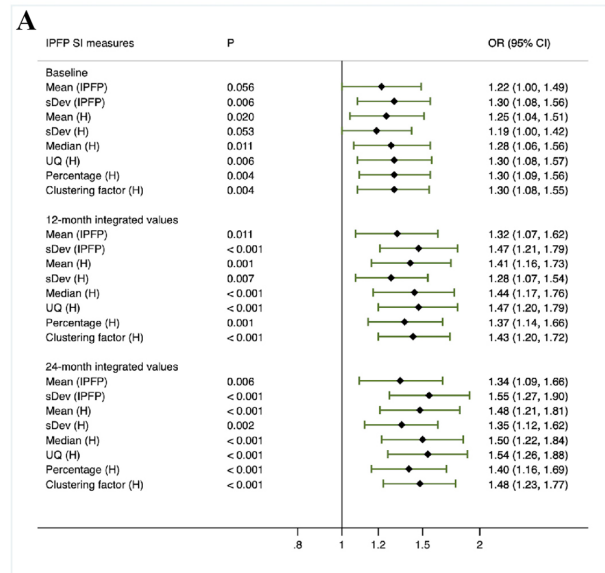 A
IPFP SI measures P OR (95% CI)
Baseline
Mean (IPFP) 0.056 1.22 (1.00, 1.49)
sDev (IPFP) 0.006 1.30 (1.08, 1.56)
Mean (H) 0.020 1.25 (1.04, 1.51)
sDev (H) 0.053 1.19 (1.00, 1.42)
Median (H) 0.011 1.28 (1.06, 1.56)
UQ (H) 0.006 1.30 (1.08, 1.57)
Percentage (H) 0.004 1.30 (1.09, 1.56)
Clustering factor (H) 0.004 1.30 (1.08, 1.55)
12-month integrated values
Mean (IPFP) 0.011 1.32 (1.07, 1.62)
sDev (IPFP) < 0.001 1.47 (1.21, 1.79)
Mean (H) 0.001 1.41 (1.16, 1.73)
sDev (H) 0.007 1.28 (1.07, 1.54)
Median (H) < 0.001 1.44 (1.17, 1.76)
UQ (H) < 0.001 1.47 (1.20, 1.79)
Percentage (H) 0.001 1.37 (1.14, 1.66)
Clustering factor (H) < 0.001 1.43 (1.20, 1.72)
24-month integrated values
Mean (IPFP) 0.006 1.34 (1.09, 1.66)
sDev (IPFP) < 0.001 1.55 (1.27, 1.90)
Mean (H) < 0.001 1.48 (1.21, 1.81)
sDev (H) 0.002 1.35 (1.12, 1.62)
Median (H) < 0.001 1.50 (1.22, 1.84)
UQ (H) < 0.001 1.54 (1.26, 1.88)
Percentage (H) < 0.001 1.40 (1.16, 1.69)
Clustering factor (H) < 0.001 1.48 (1.23, 1.77)
.8 1 1.2 1.5 2